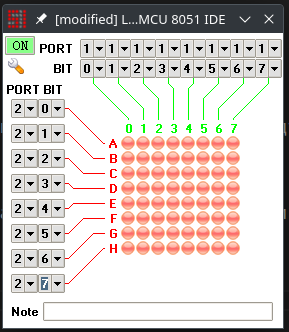 [modified] L...MCU 8051 IDE
ON
PORT 1 1 1 1 1 1 1 1
BIT 0 1 2 3 4 5 6 7
PORT BIT
0 1 2 3 4 5 6 7
2 0 A
2 1 B
2 2 C
2 3 D
2 4 E
2 5 F
2 6 G
2 7 H
Note